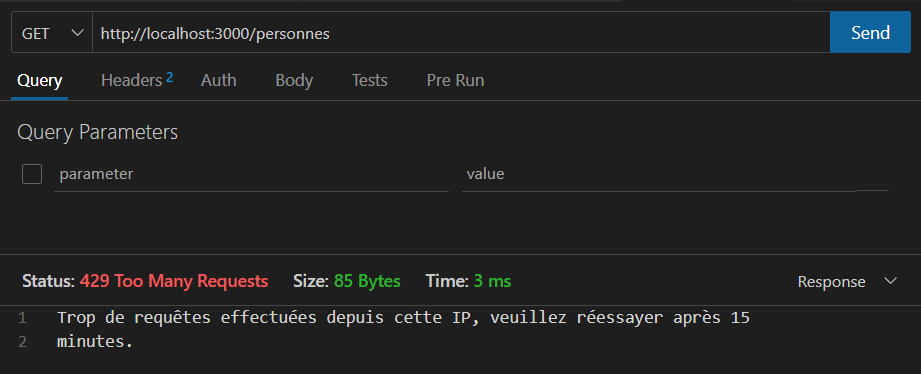 GET http://localhost:3000/personnes Send
Query Headers 2 Auth Body Tests Pre Run
Query Parameters
parameter value
Status: 429 Too Many Requests Size: 85 Bytes Time: 3 ms Response
1 Trop de requêtes effectuées depuis cette IP, veuillez réessayer après 15
2 minutes.